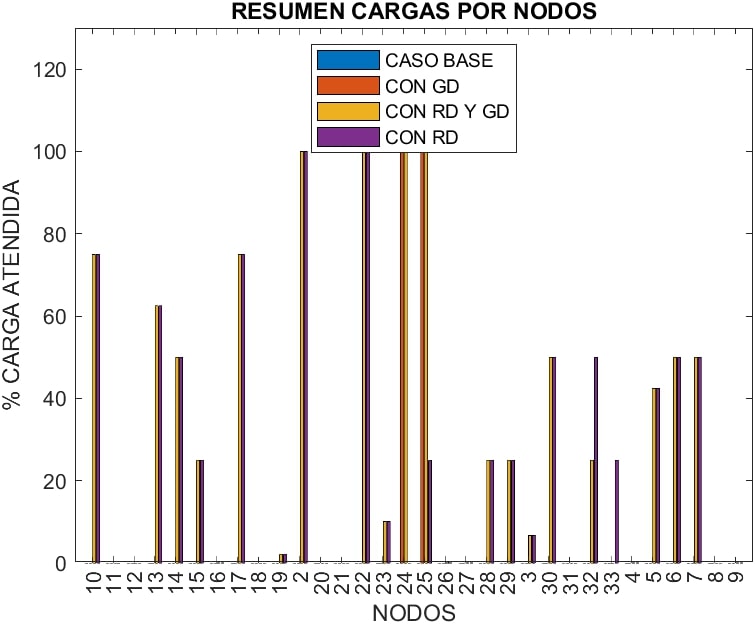 RESUMEN CARGAS POR NODOS
CASO BASE
CON GD
CON RD Y GD
CON RD
% CARGA ATENDIDA
120
100
80
60
40
20
0
10 11 12 13 14 15 16 17 18 19 2 20 21 22 23 24 25 26 27 28 29 3 30 31 32 33 4 5 6 7 8 9
NODOS